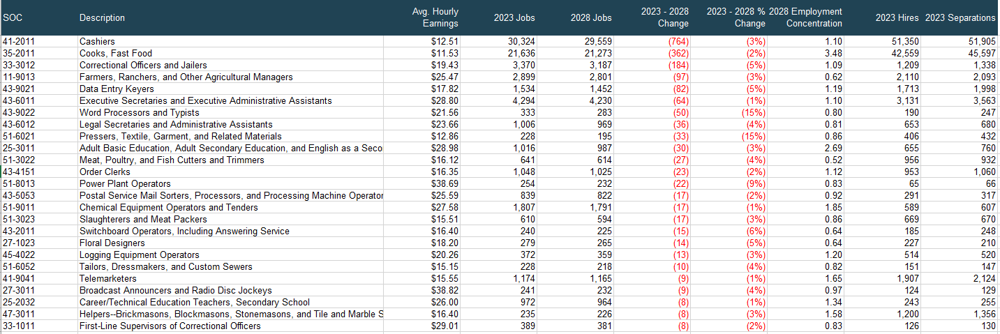 SOC Description Avg. Hourly Earnings 2023 Jobs 2028 Jobs 2023 - 2028 Change 2023 - 2028 % Change 2028 Employment Concentration 2023 Hires 2023 Separations
41-2011 Cashiers $12.51 30,324 29,559 (764) (3%) 1.10 51,350 51,905
35-2011 Cooks, Fast Food $11.53 21,636 21,273 (362) (2%) 3.48 42,559 45,597
33-3012 Correctional Officers and Jailers $19.43 3,370 3,187 (184) (5%) 1.09 1,209 1,338
11-9013 Farmers, Ranchers, and Other Agricultural Managers $25.47 2,899 2,801 (97) (3%) 0.62 2,110 2,093
43-9021 Data Entry Keyers $17.82 1,534 1,452 (82) (5%) 1.19 1,713 1,998
43-6011 Executive Secretaries and Executive Administrative Assistants $28.80 4,294 4,230 (64) (1%) 1.10 3,131 3,563
43-9022 Word Processors and Typists $21.56 333 283 (50) (15%) 0.80 190 247
43-6012 Legal Secretaries and Administrative Assistants $23.66 1,006 969 (36) (4%) 0.81 653 680
51-6021 Pressers, Textile, Garment, and Related Materials $12.86 228 195 (33) (15%) 0.86 406 432
25-3011 Adult Basic Education, Adult Secondary Education, and English as a Seco $28.98 1,016 987 (30) (3%) 2.69 655 760
51-3022 Meat, Poultry, and Fish Cutters and Trimmers $16.12 641 614 (27) (4%) 0.52 956 932
43-4151 Order Clerks $16.35 1,048 1,025 (23) (2%) 1.12 953 1,060
51-8013 Power Plant Operators $38.69 254 232 (22) (9%) 0.83 65 66
43-5053 Postal Service Mail Sorters, Processors, and Processing Machine Operator $25.59 839 822 (17) (2%) 0.92 291 317
51-9011 Chemical Equipment Operators and Tenders $27.58 1,807 1,791 (17) (1%) 1.85 589 607
51-3023 Slaughterers and Meat Packers $15.51 610 594 (17) (3%) 0.86 669 670
43-2011 Switchboard Operators, Including Answering Service $16.40 240 225 (15) (6%) 0.64 185 248
27-1023 Floral Designers $18.20 279 265 (14) (5%) 0.64 227 210
45-4022 Logging Equipment Operators $20.26 372 359 (13) (3%) 1.20 514 520
51-6052 Tailors, Dressmakers, and Custom Sewers $15.15 228 218 (10) (4%) 0.82 151 147
41-9041 Telemarketers $15.55 1,174 1,165 (9) (1%) 1.65 1,907 2,124
27-3011 Broadcast Announcers and Radio Disc Jockeys $38.82 241 232 (9) (4%) 0.97 124 129
25-2032 Career/Technical Education Teachers, Secondary School $26.00 972 964 (8) (1%) 1.34 243 255
47-3011 Helpers--Brickmasons, Blockmasons, Stonemasons, and Tile and Marble S $16.40 235 226 (8) (3%) 1.58 1,200 1,356
33-1011 First-Line Supervisors of Correctional Officers $29.01 389 381 (8) (2%) 0.83 126 130